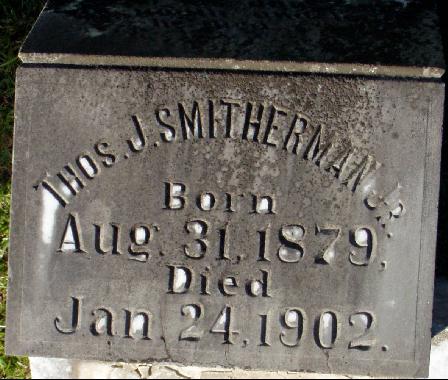 THOS. J. SMITHERMAN JR.
Born
Aug. 31, 1879,
Died
Jan 24, 1902.